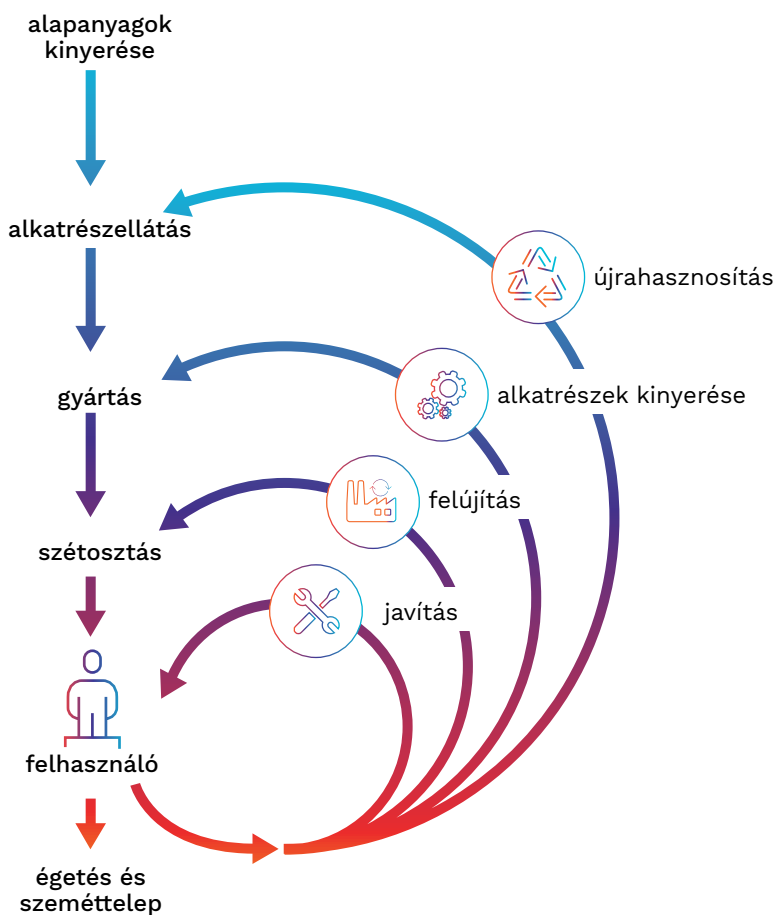 alapanyagok
kinyerése
alkatrészellátás
újrahasznosítás
gyártás
alkatrészek kinyerése
felújítás
szétosztás
javítás
felhasználó
égetés és
szeméttelep